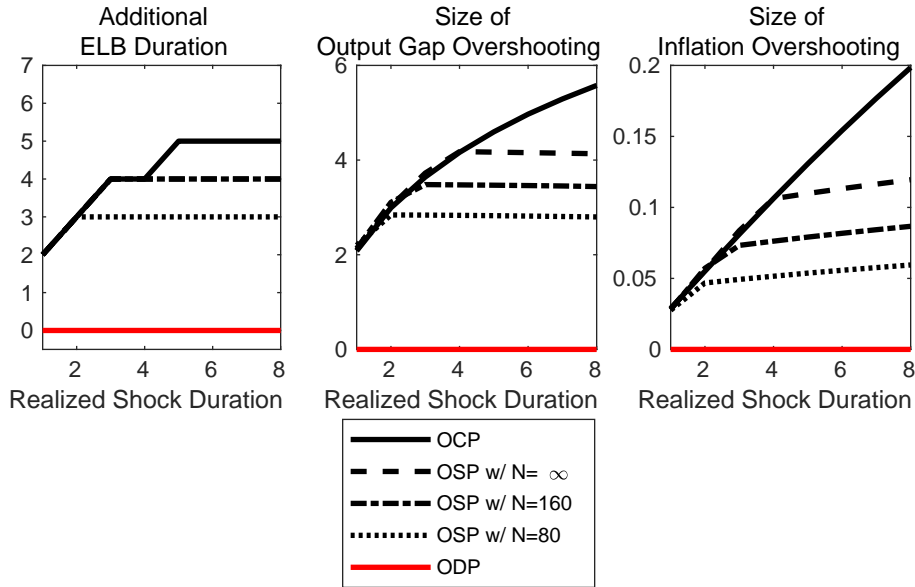 Additional
ELB Duration
Size of
Output Gap Overshooting
Size of
Inflation Overshooting
7
6
5
4
3
2
1
0
2 4 6 8
Realized Shock Duration
6
4
2
0
2 4 6 8
Realized Shock Duration
0.2
0.15
0.1
0.05
0
2 4 6 8
Realized Shock Duration
OCP
OSP w/ N= ∞
OSP w/ N=160
OSP w/ N=80
ODP